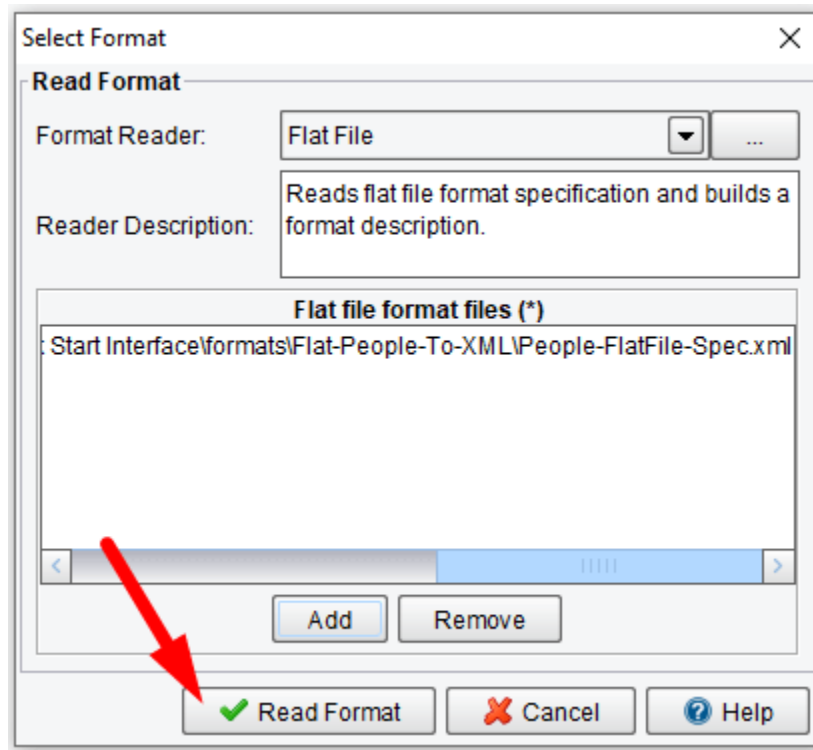 Select Format
Read Format
Format Reader:
Flat File
...
Reader Description:
Reads flat file format specification and builds a
format description.
Flat file format files (*)
: Start Interface\formats\Flat-People-To-XML\People-FlatFile-Spec.xml
Add
Remove
Read Format
Cancel
Help